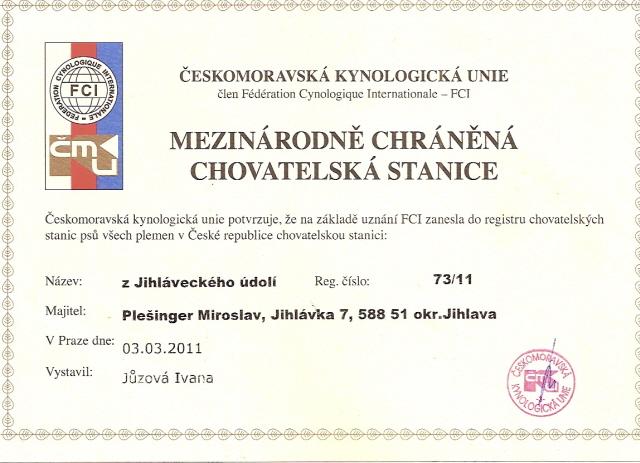 FEDERATION CYNOLOGIQUE INTERNATIONALE
FCI
čmku
ČESKOMORAVSKÁ KYNOLOGICKÁ UNIE
člen Fédération Cynologique Internationale – FCI
MEZINÁRODNĚ CHRÁNĚNÁ
CHOVATELSKÁ STANICE
Českomoravská kynologická unie potvrzuje, že na základě uznání FCI zanesla do registru chovatelských
stanic psů všech plemen v České republice chovatelskou stanici:
Název: z Jihláveckého údolí Reg. číslo: 73/11
Majitel: Plešinger Miroslav, Jihlávka 7, 588 51 okr.Jihlava
V Praze dne: 03.03.2011
Vystavil: Jůzová Ivana
ČESKOMORAVSKÁ
KYNOLOGICKÁ UNIE